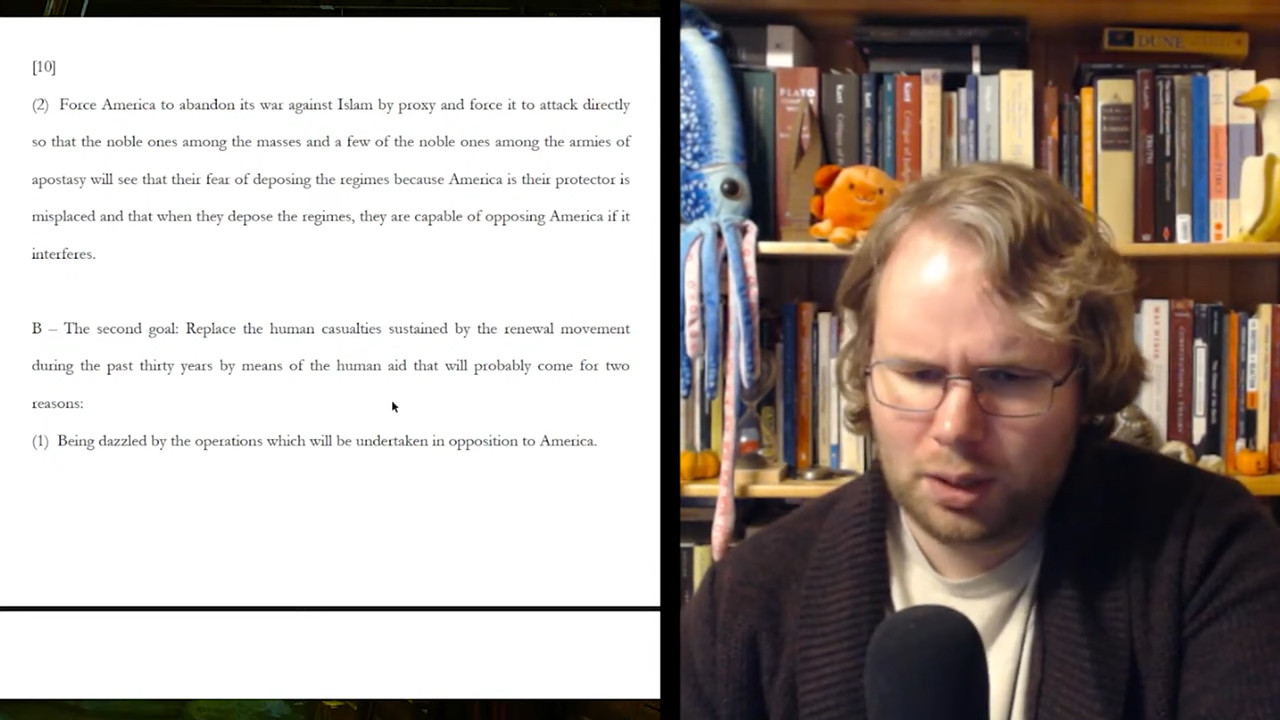 [10]
(2) Force America to abandon its war against Islam by proxy and force it to attack directly
so that the noble ones among the masses and a few of the noble ones among the armies of
apostasy will see that their fear of deposing the regimes because America is their protector is
misplaced and that when they depose the regimes, they are capable of opposing America if it
interferes.
B – The second goal: Replace the human casualties sustained by the renewal movement
during the past thirty years by means of the human aid that will probably come for two
reasons:
(1) Being dazzled by the operations which will be undertaken in opposition to America.
DUNE
PLATO
Kant
Kant
Kant
TRUTH